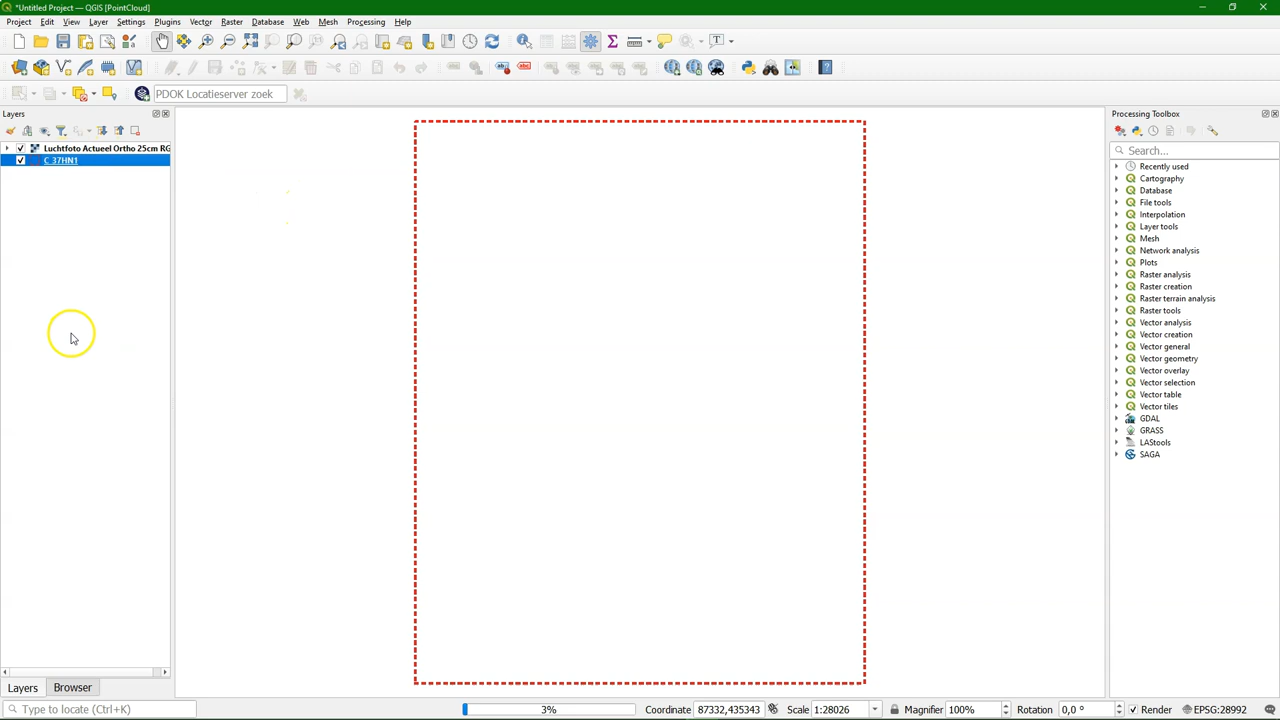 *Untitled Project — QGIS [PointCloud]
Project Edit View Layer Settings Plugins Vector Raster Database Web Mesh Processing Help
PDOK Locatieserver zoek
Layers
Luchtfoto Actueel Ortho 25cm RG
C_37HN1
Processing Toolbox
Search...
Recently used
Cartography
Database
File tools
Interpolation
Layer tools
Mesh
Network analysis
Plots
Raster analysis
Raster creation
Raster terrain analysis
Raster tools
Vector analysis
Vector creation
Vector general
Vector geometry
Vector overlay
Vector selection
Vector table
Vector tiles
GDAL
GRASS
LAStools
SAGA
Layers Browser
Type to locate (Ctrl+K) 3% Coordinate 87332,435343 Scale 1:28026 Magnifier 100% Rotation 0,0 ° Render EPSG:28992